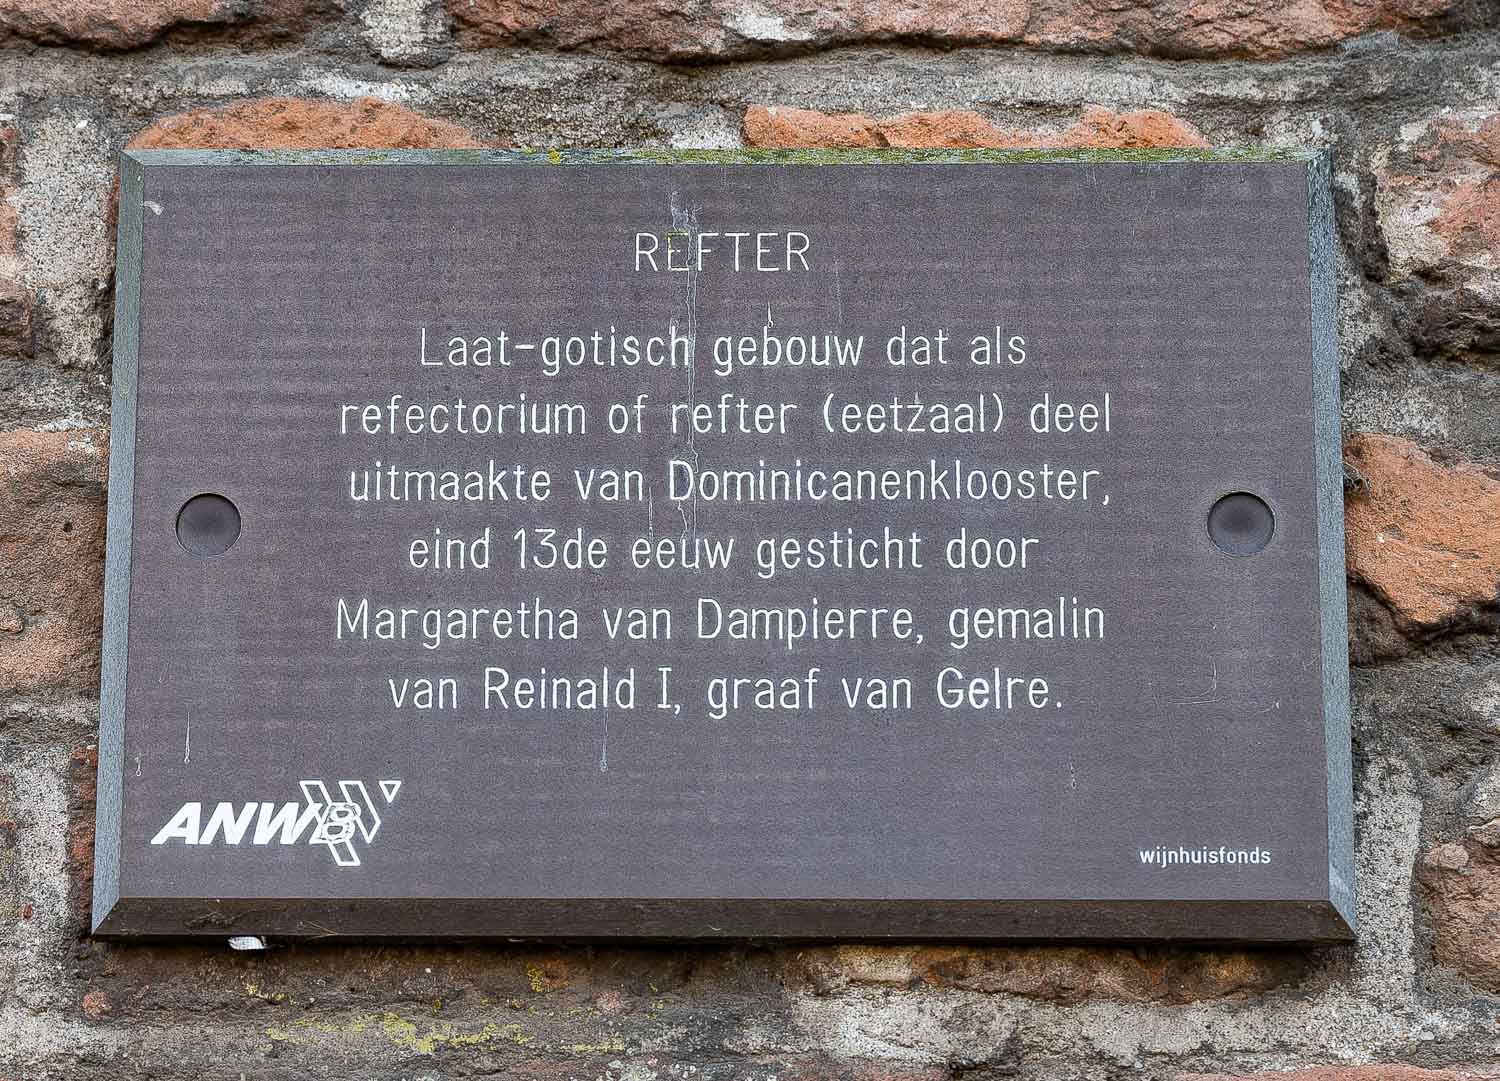 REFTER
Laat-gotisch gebouw dat als
refectorium of refter (eetzaal) deel
uitmaakte van Dominicanenklooster,
eind 13de eeuw gesticht door
Margaretha van Dampierre, gemalin
van Reinald I, graaf van Gelre.
ANWB
wijnhuisfonds